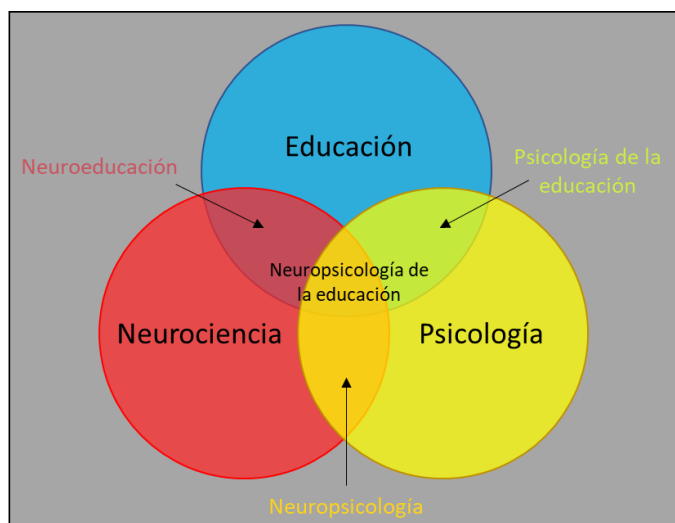 Educación
Neuroeducación
Psicología de la
educación
Neuropsicología de
la educación
Neurociencia
Psicología
Neuropsicología